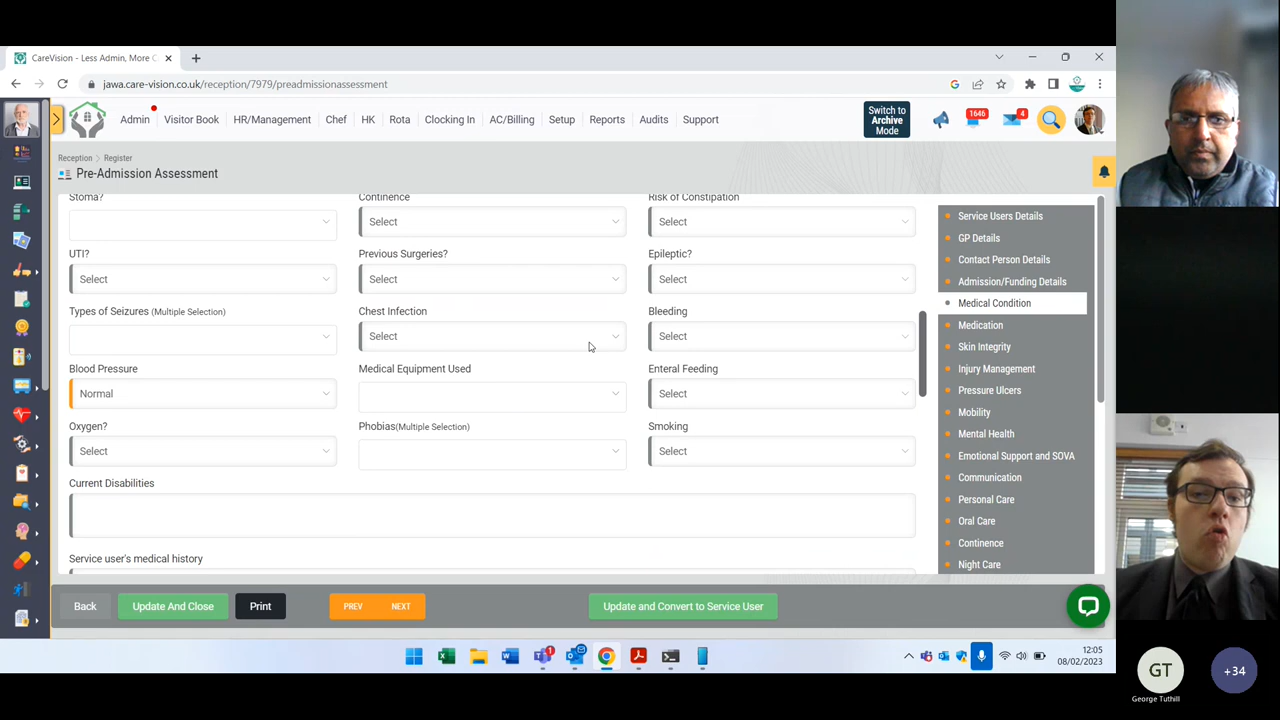 CareVision - Less Admin, More C
jawa.care-vision.co.uk/reception/7979/preadmissionassessment
Admin Visitor Book HR/Management Chef HK Rota Clocking In AC/Billing Setup Reports Audits Support
Switch to
Archive
Mode
1646
4
Reception > Register
Pre-Admission Assessment
Stoma? Continence Risk of Constipation
Select Select
UTI? Previous Surgeries? Epileptic?
Select Select Select
Types of Seizures (Multiple Selection) Chest Infection Bleeding
Select Select
Blood Pressure Medical Equipment Used Enteral Feeding
Normal Select
Oxygen? Phobias(Multiple Selection) Smoking
Select Select
Current Disabilities
Service user's medical history
Service Users Details
GP Details
Contact Person Details
Admission/Funding Details
Medical Condition
Medication
Skin Integrity
Injury Management
Pressure Ulcers
Mobility
Mental Health
Emotional Support and SOVA
Communication
Personal Care
Oral Care
Continence
Night Care
Back Update And Close Print PREV NEXT Update and Convert to Service User
1
12:05
08/02/2023
GT
George Tuthill
+34